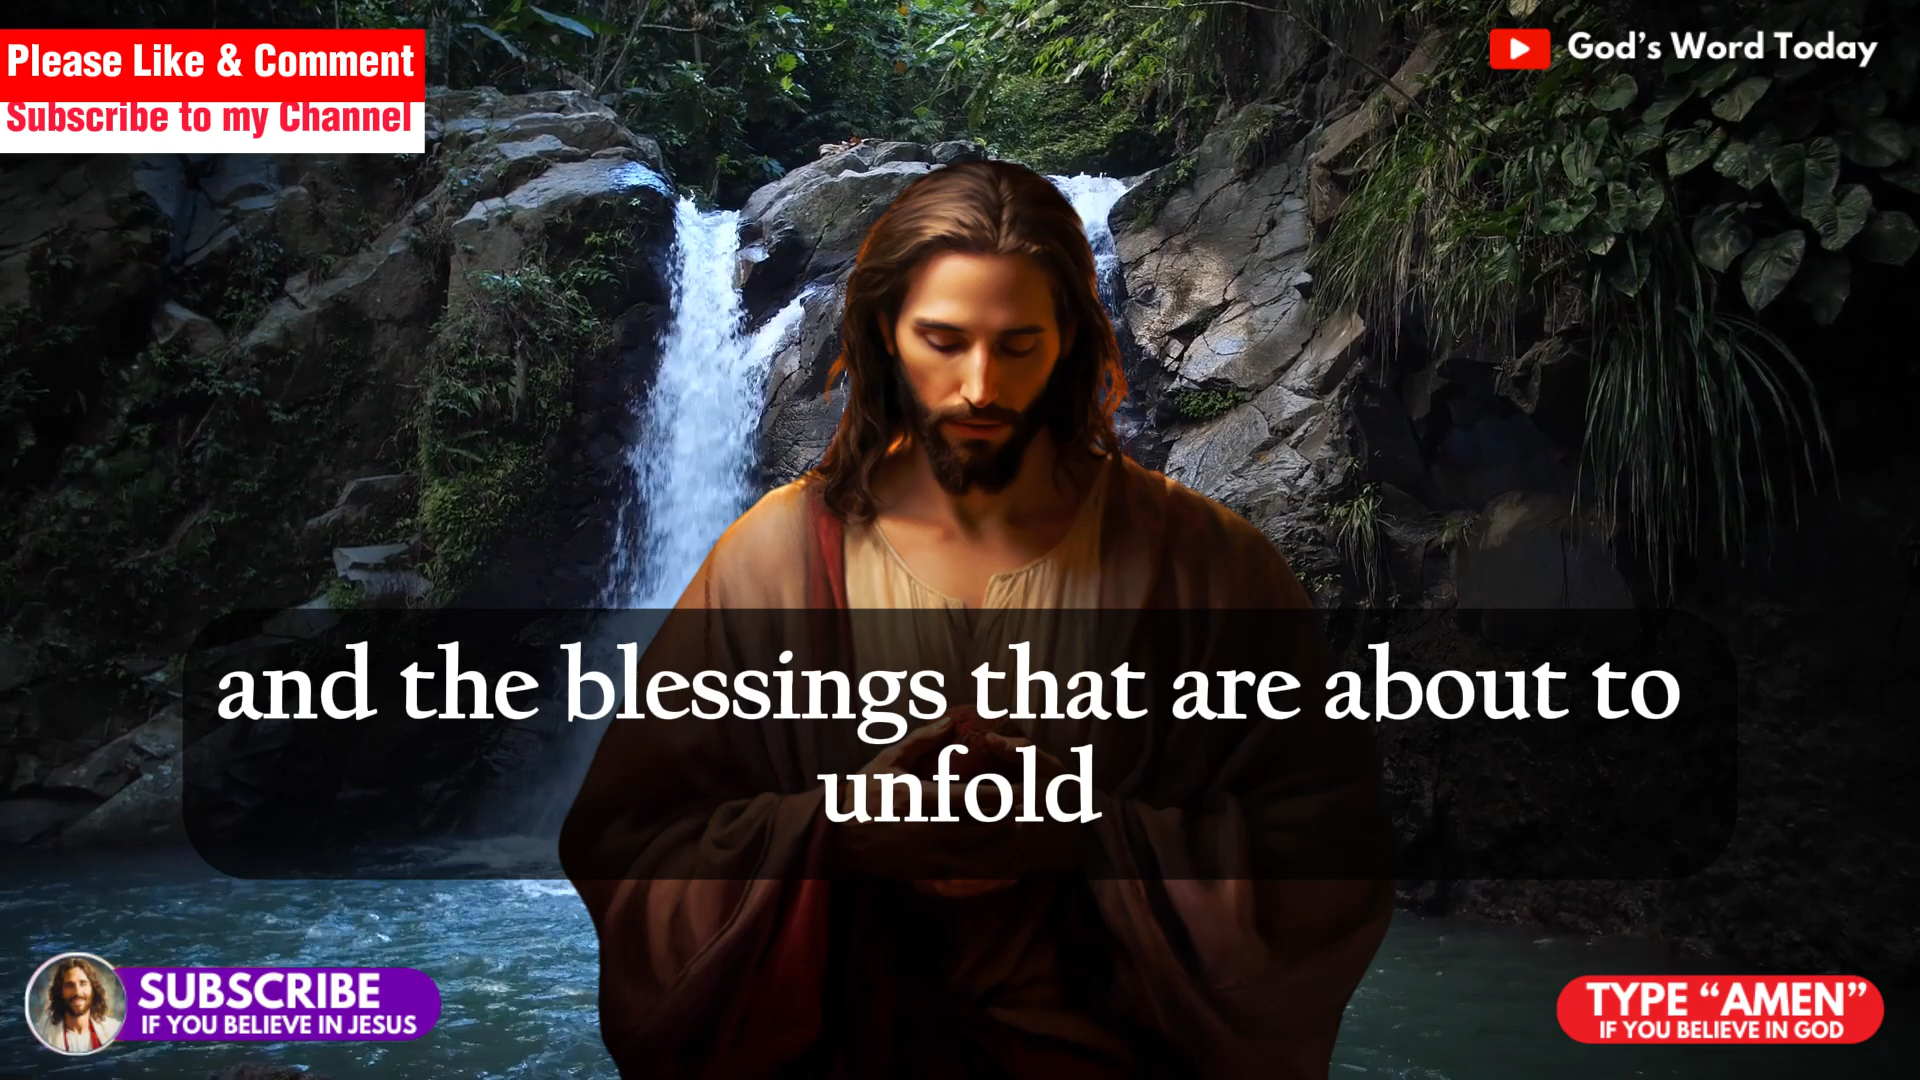 Please Like & Comment
Subscribe to my Channel
God's Word Today
and the blessings that are about to
unfold
SUBSCRIBE
IF YOU BELIEVE IN JESUS
TYPE “AMEN”
IF YOU BELIEVE IN GOD